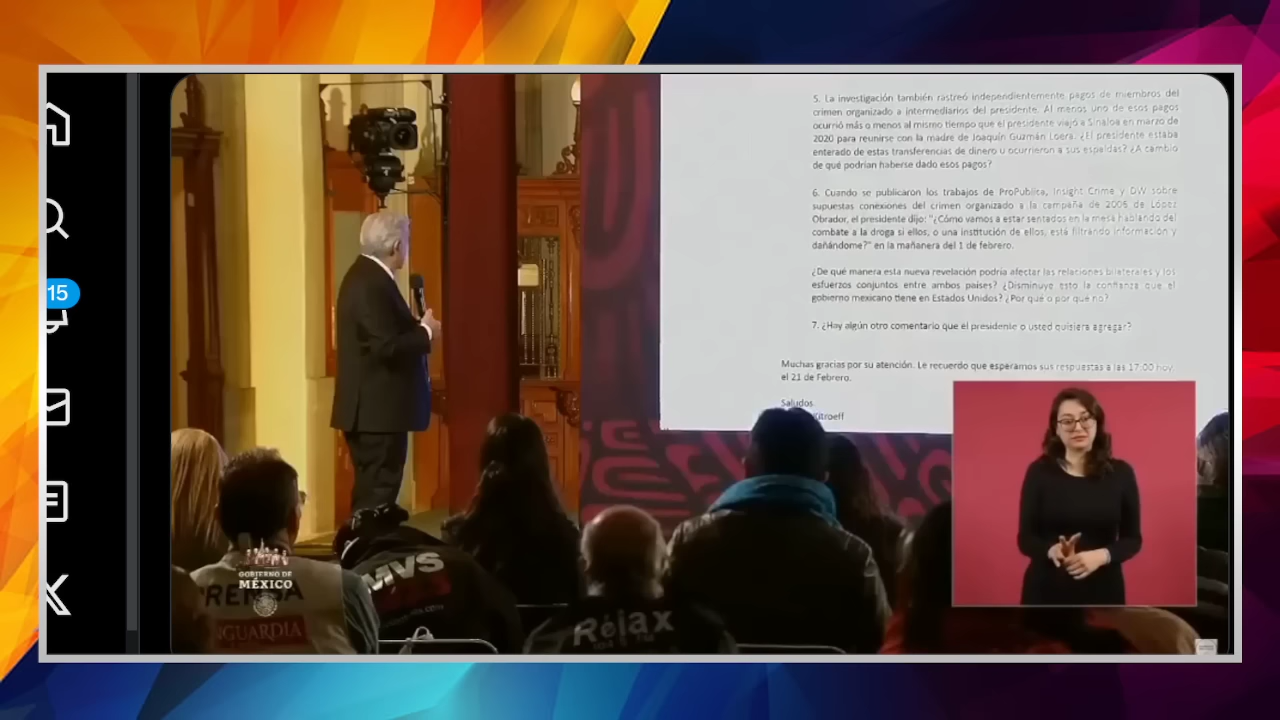 5. La investigación también rastreó independientemente pagos de miembros del
crimen organizado a intermediarios del presidente. Al menos uno de esos pagos
ocurrió más o menos al mismo tiempo que el presidente viajó a Sinaloa en marzo de
2020 para reunirse con la madre de Joaquín Guzmán Loera. ¿El presidente estaba
enterado de estas transferencias de dinero u ocurrieron a sus espaldas? ¿A cambio
de qué podrían haberse dado esos pagos?
6. Cuando se publicaron los trabajos de ProPublica, Insight Crime y DW sobre
supuestas conexiones del crimen organizado a la campaña de 2006 de López
Obrador, el presidente dijo: "¿Cómo vamos a estar sentados en la mesa hablando del
combate a la droga si ellos, o una institución de ellos, está filtrando información y
dañándome?" en la mañanera del 1 de febrero.
¿De qué manera esta nueva revelación podría afectar las relaciones bilaterales y los
esfuerzos conjuntos entre ambos países? ¿Disminuye esto la confianza que el
gobierno mexicano tiene en Estados Unidos? ¿Por qué o por qué no?
7. ¿Hay algún otro comentario que el presidente o usted quisiera agregar?
Muchas gracias por su atención. Le recuerdo que esperamos sus respuestas a las 17:00 hoy,
el 21 de Febrero.
Saludos
Kitroeff
15
GOBIERNO DE
MÉXICO
PRENSA
NGUARDIA
MVS
Rélax